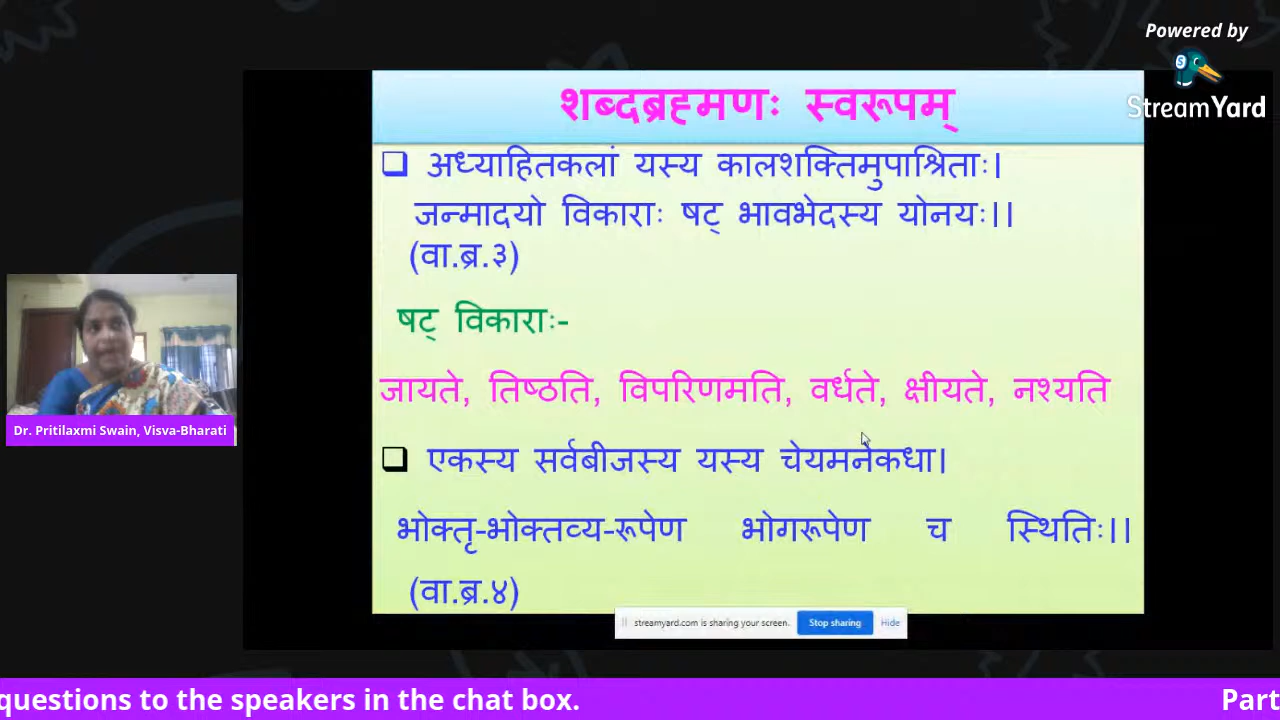 Powered by
StreamYard
शब्दब्रह्मणः स्वरूपम्
अध्याहितकलां यस्य कालशक्तिमुपाश्रिताः।
जन्मादयो विकाराः षट् भावभेदस्य योनयः।।
(वा.ब्र.३)
षट् विकाराः-
जायते, तिष्ठति, विपरिणमति, वर्धते, क्षीयते, नश्यति
एकस्य सर्वबीजस्य यस्य चेयमनेकधा।
भोक्तृ-भोक्तव्य-रूपेण भोगरूपेण च स्थितिः।।
(वा.ब्र.४)
Dr. Pritilaxmi Swain, Visva-Bharati
streamyard.com is sharing your screen. Stop sharing Hide
questions to the speakers in the chat box. Part